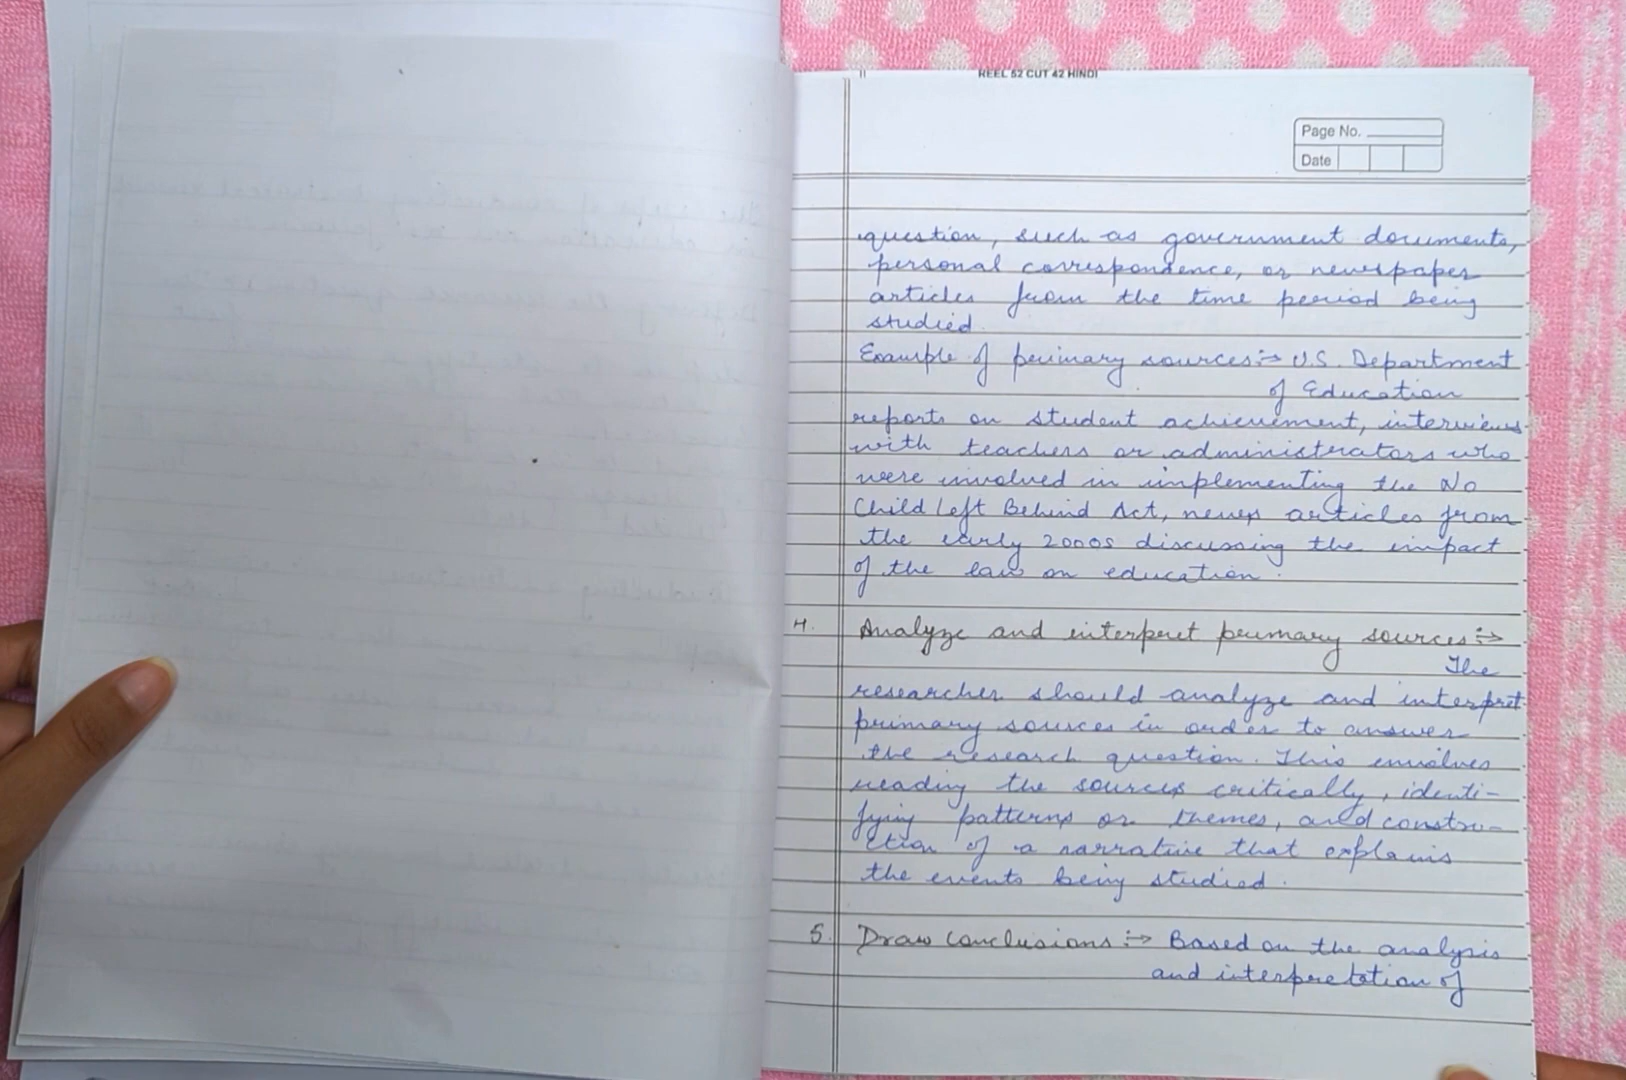 REEL 52 CUT 42 HINDI
Page No.
Date
question, such as government documents,
personal correspondence, or newspaper
articles from the time period being
studied.
Example of primary sources :→ U.S. Department
of Education
reports on student achievement, interviews
with teachers or administrators who
were involved in implementing the No
Child Left Behind Act, news articles from
the early 2000s discussing the impact
of the law on education.
4. Analyze and interpret primary sources :→
The
researcher should analyze and interpret
primary sources in order to answer
the research question. This involves
reading the sources critically, identi-
fying patterns or themes, and constru-
ction of a narrative that explains
the events being studied.
5. Draw Conclusions :→ Based on the analysis
and interpretation of